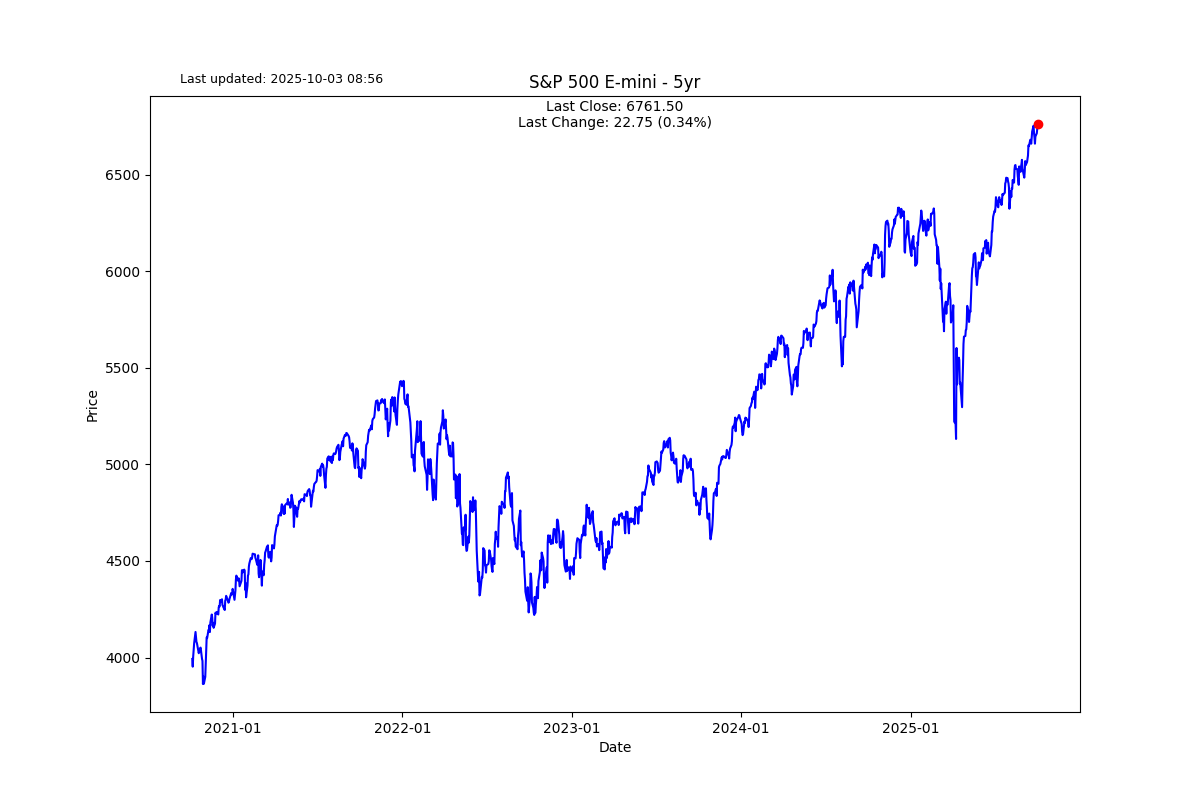 Last updated: 2025-10-03 08:56
S&P 500 E-mini - 5yr
Last Close: 6761.50
Last Change: 22.75 (0.34%)
6500
6000
5500
5000
4500
4000
Price
2021-01
2022-01
2023-01
2024-01
2025-01
Date